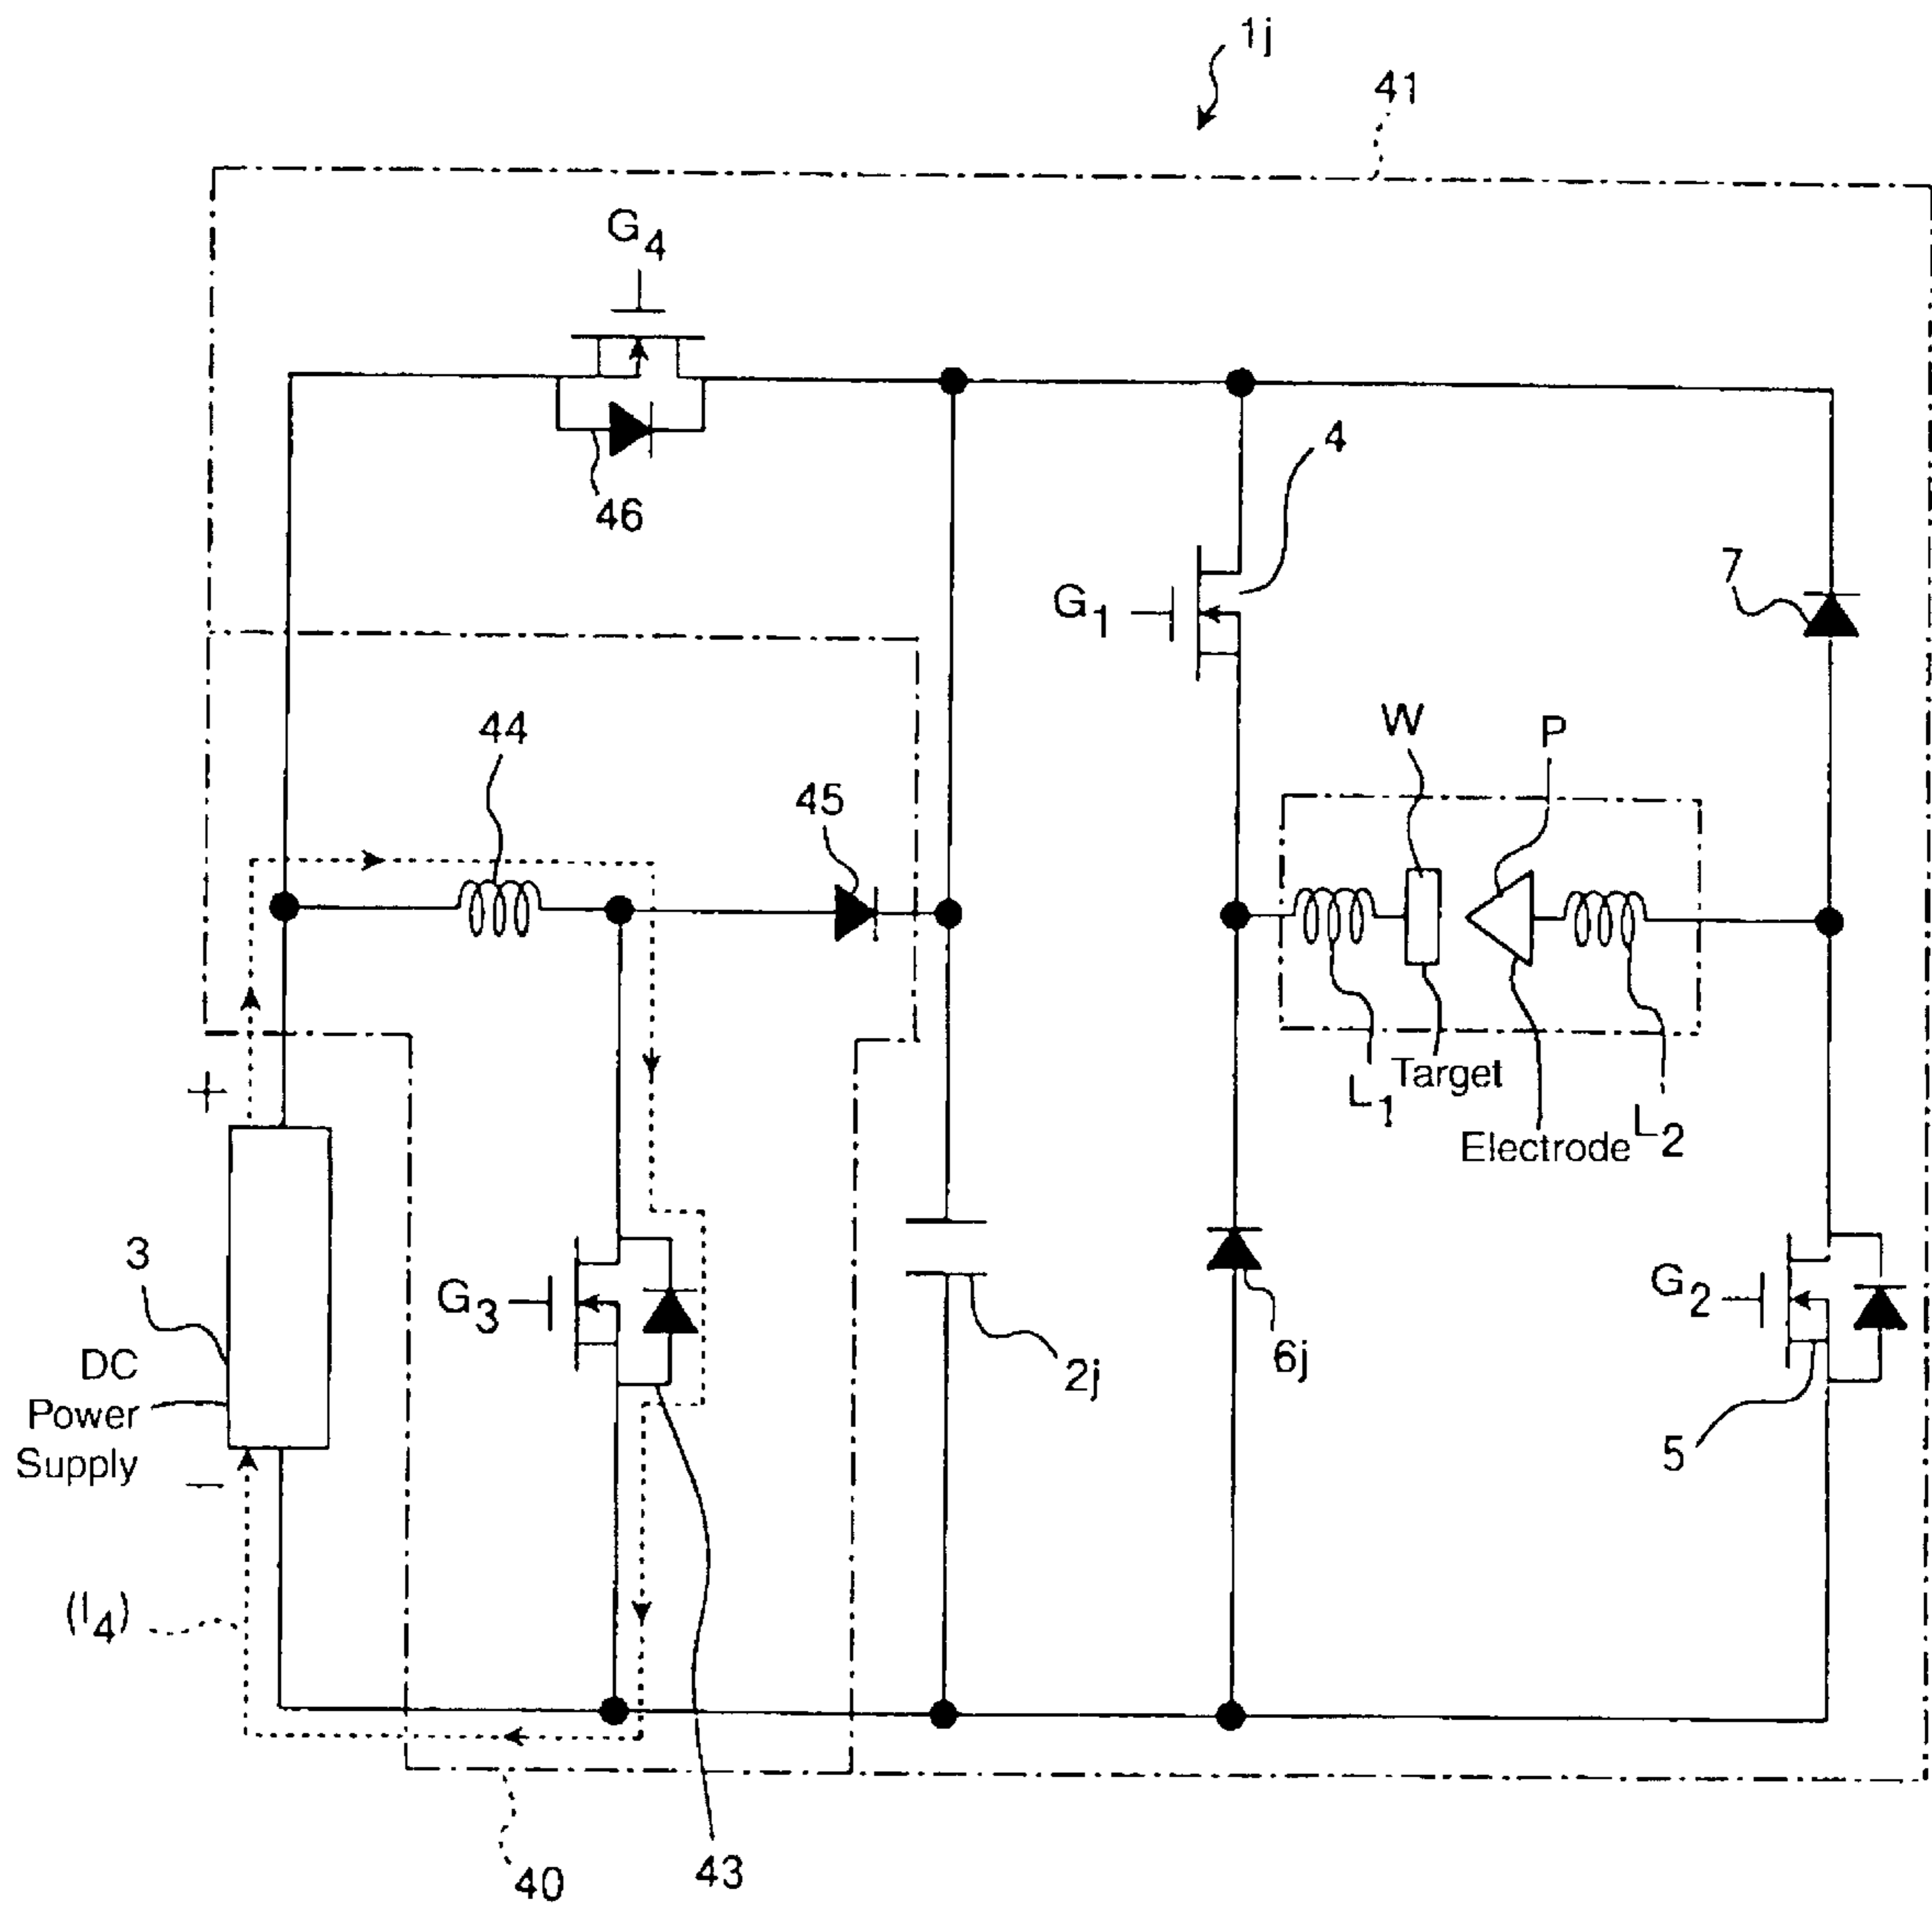 1j
41
G4
46
4
G1
7
44
45
W
P
L1
Target
Electrode
L2
+
3
DC
Power
Supply
−
G3
2j
6j
G2
5
(I4)
40
43